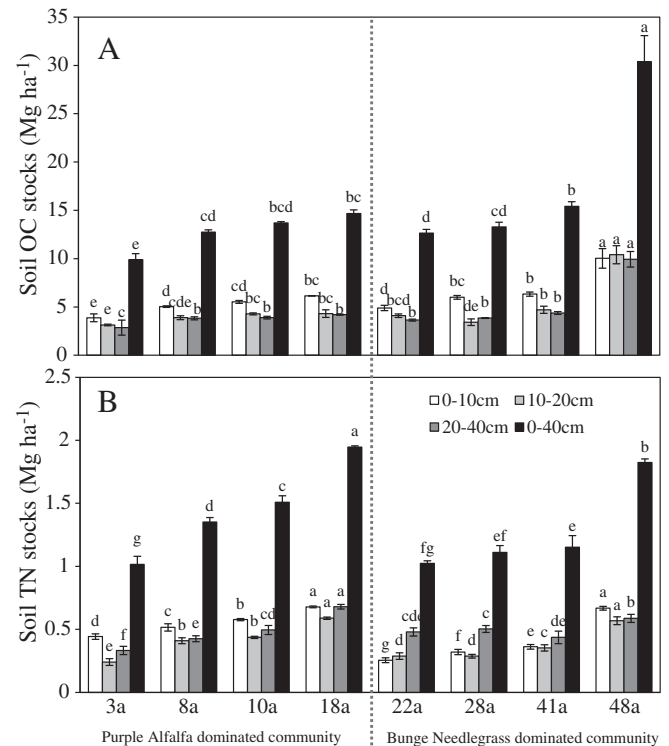 A
Soil OC stocks (Mg ha-1)
35
30
25
20
15
10
5
0
e e c e
d cde b cd
cd bc b bcd
bc bc b bc
d bcd b d
bc de b cd
b b b b
a a a a
B
Soil TN stocks (Mg ha-1)
2.5
2
1.5
1
0.5
0
0-10cm 10-20cm
20-40cm 0-40cm
d e f g
c b e d
b b cd c
a a a a
g d cde fg
f d c ef
e c de e
a a a b
3a 8a 10a 18a 22a 28a 41a 48a
Purple Alfalfa dominated community Bunge Needlegrass dominated community